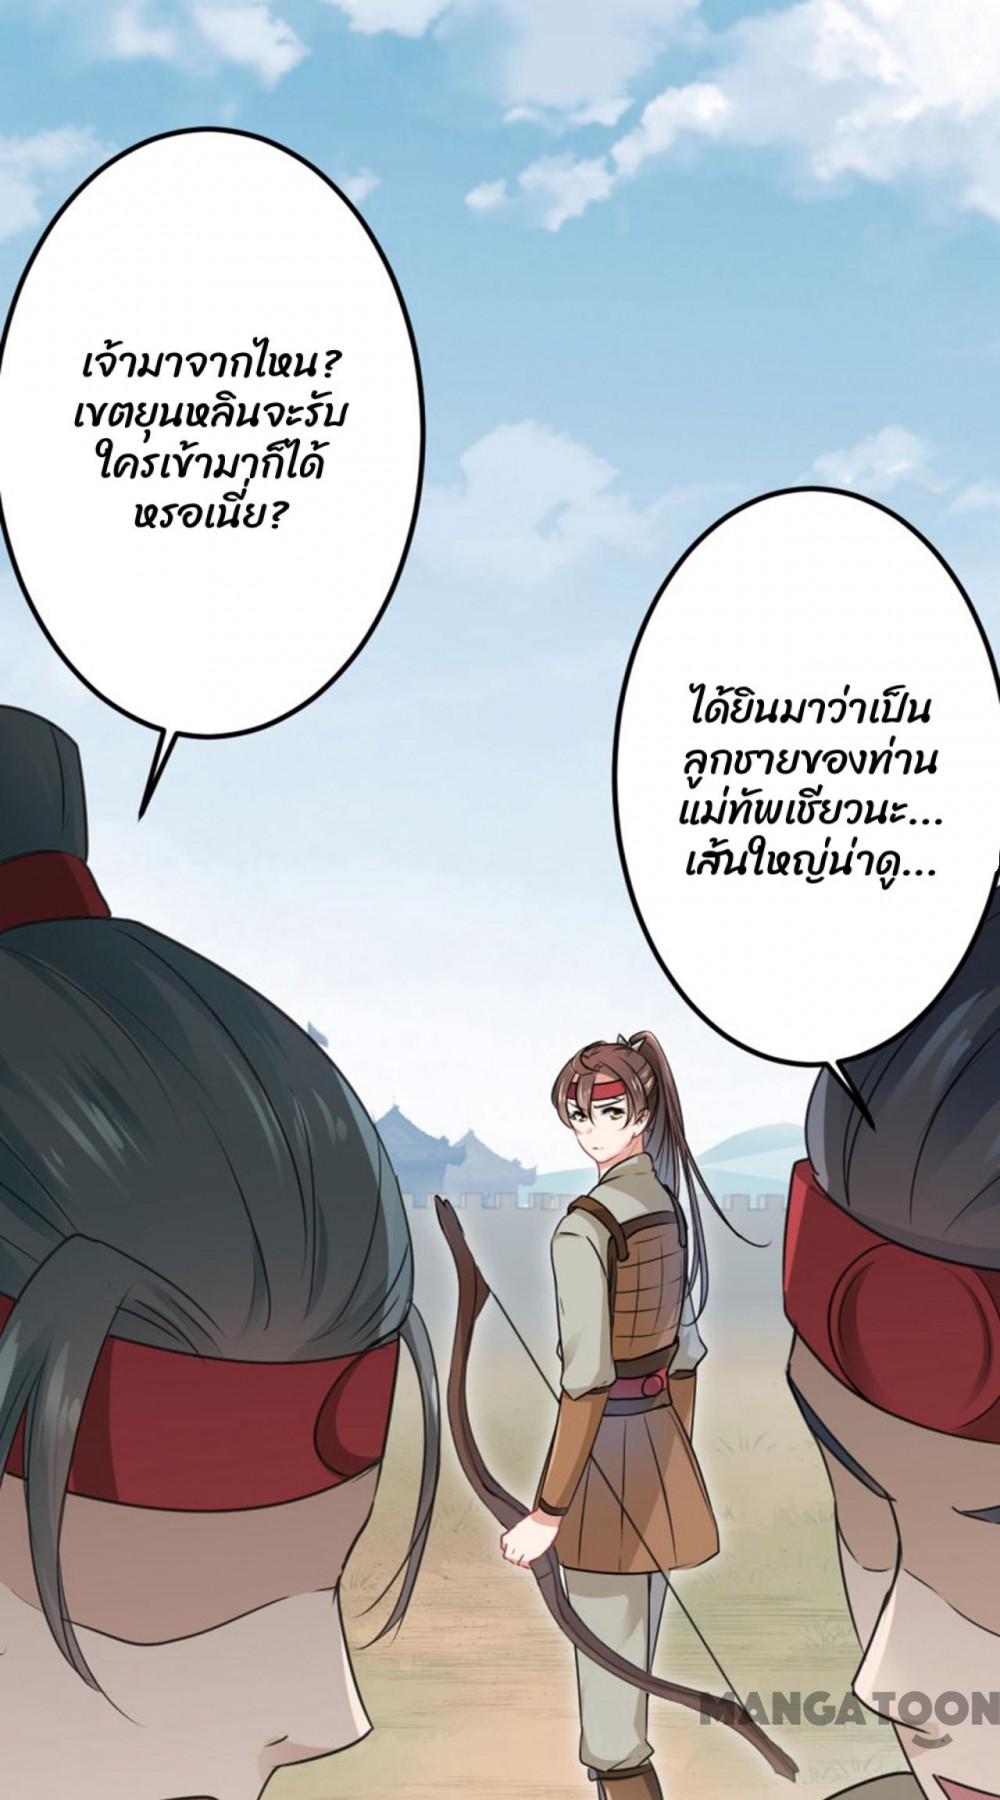 เจ้ามาจากไหน?
เขตยุนหลินจะรับ
ใครเข้ามาก็ได้
หรอเนี่ย?
ได้ยินมาว่าเป็น
ลูกชายของท่าน
แม่ทัพเซียวนะ...
เส้นใหญ่น่าดู...
MANGATOON